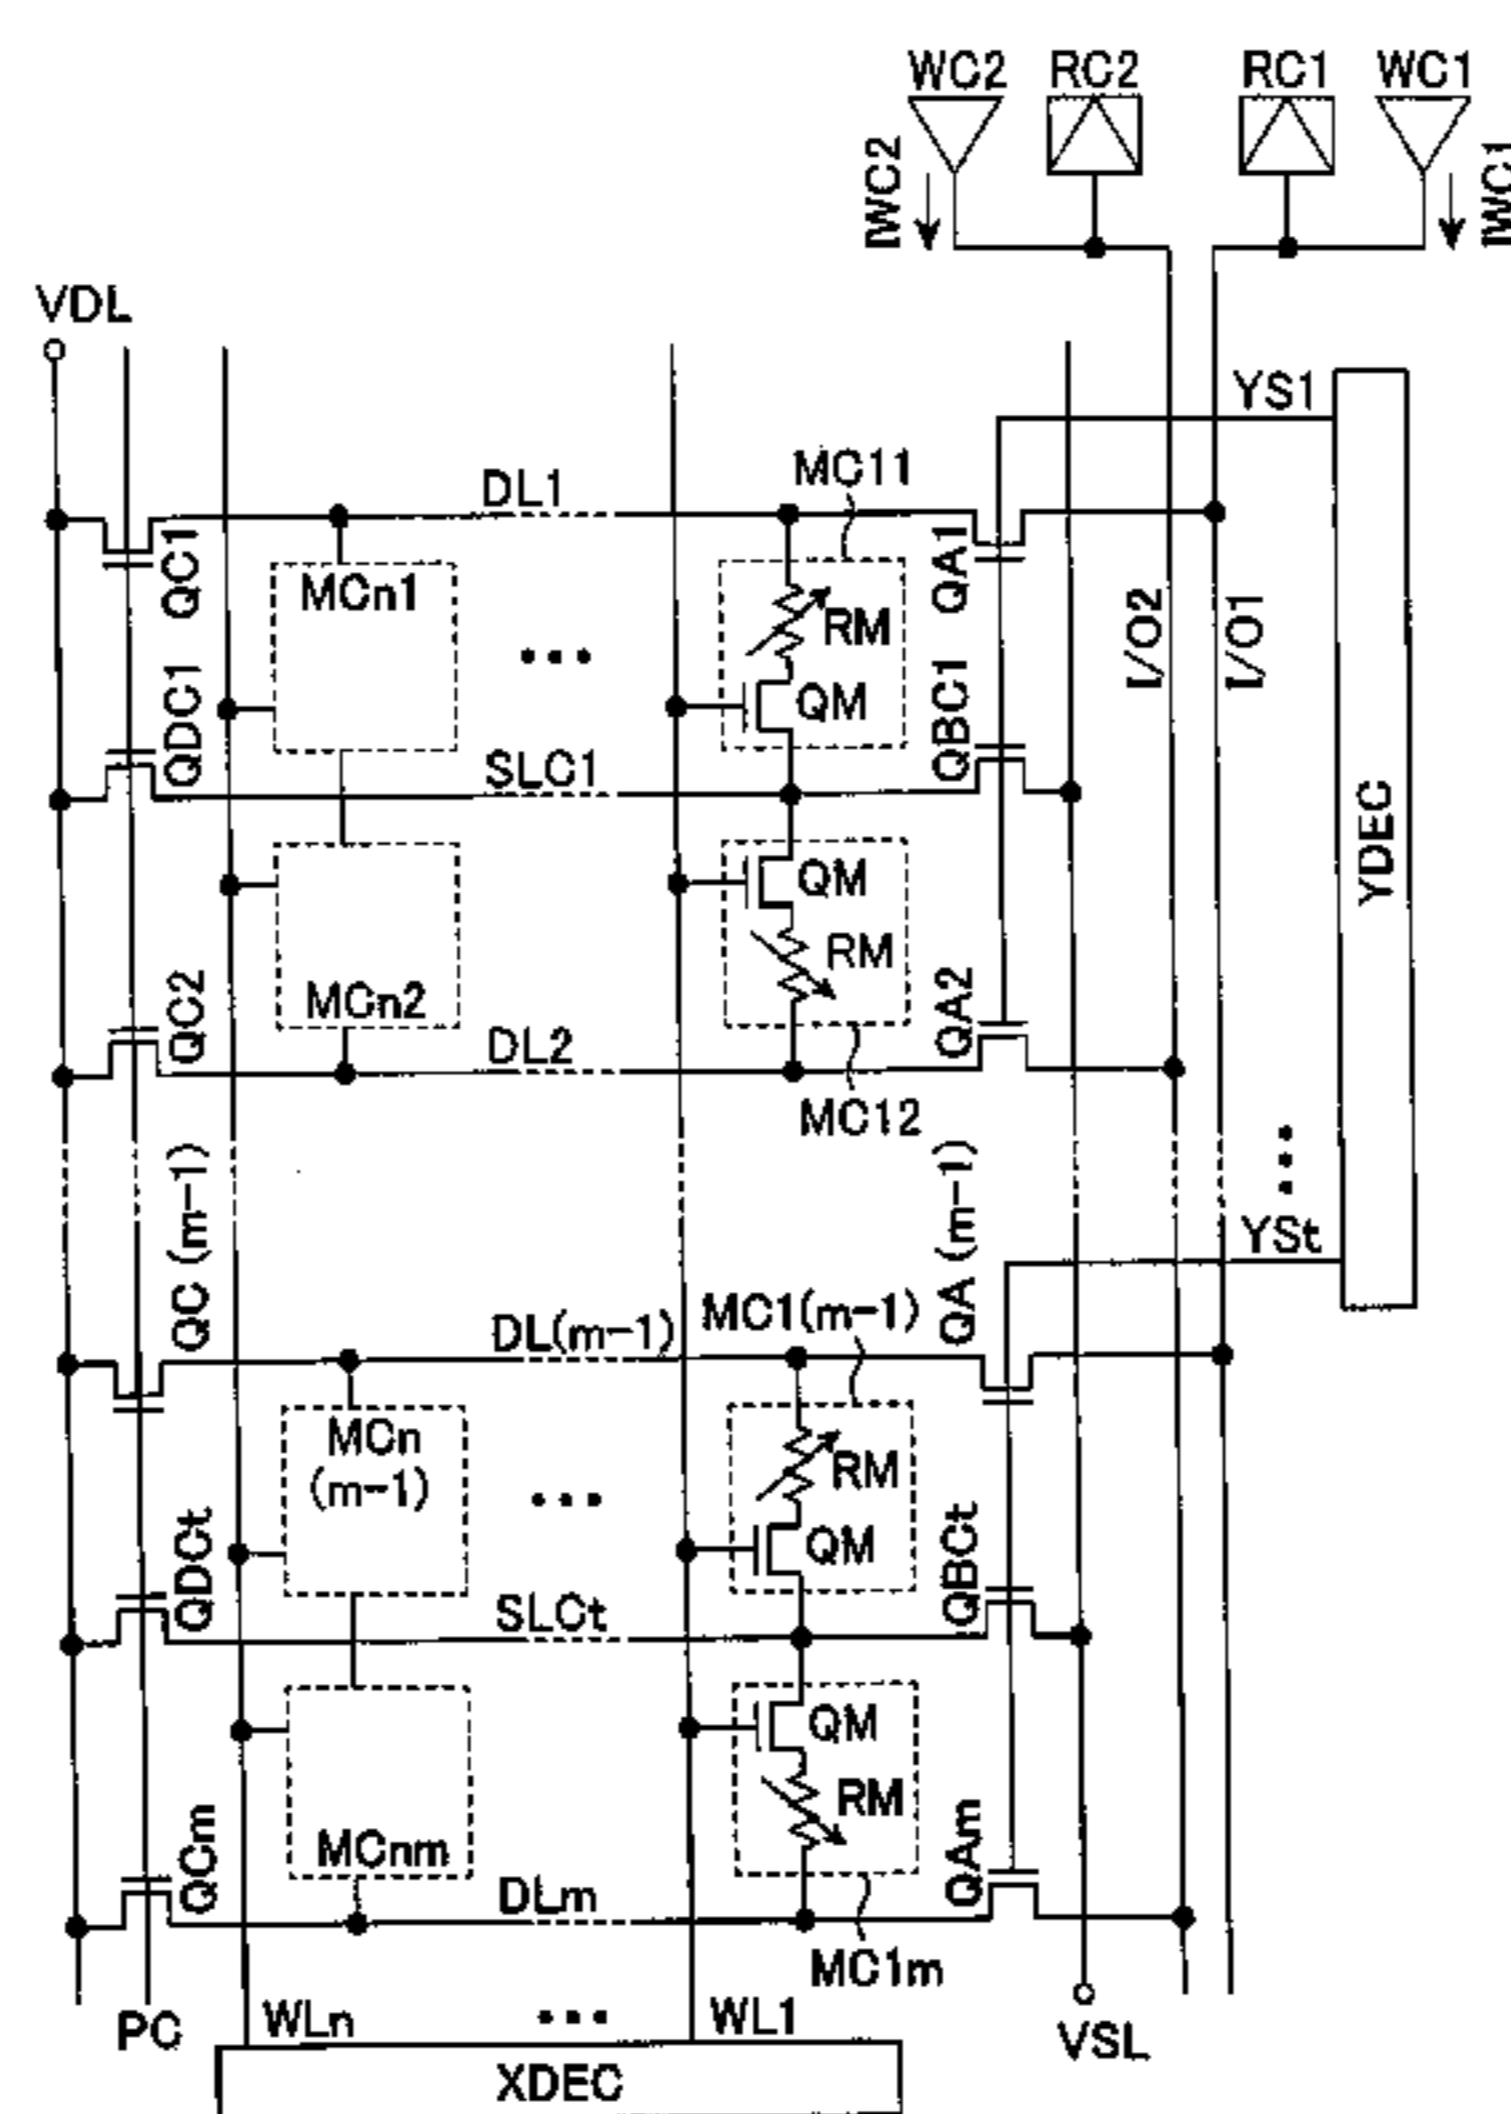 WC2 RC2 RC1 WC1
IWC2
IWC1
VDL
YS1
MC11
DL1
QC1
MCn1
RM
QM
QA1
I/O2
I/O1
QDC1
SLC1
QBC1
YDEC
QM
RM
MCn2
QC2
DL2
QA2
MC12
QC (m-1)
QA (m-1)
YSt
DL(m-1)
MC1(m-1)
MCn
(m-1)
RM
QM
QDCt
SLCt
QBCt
QM
RM
MCnm
QCm
DLm
QAm
MC1m
PC
WLn
WL1
VSL
XDEC